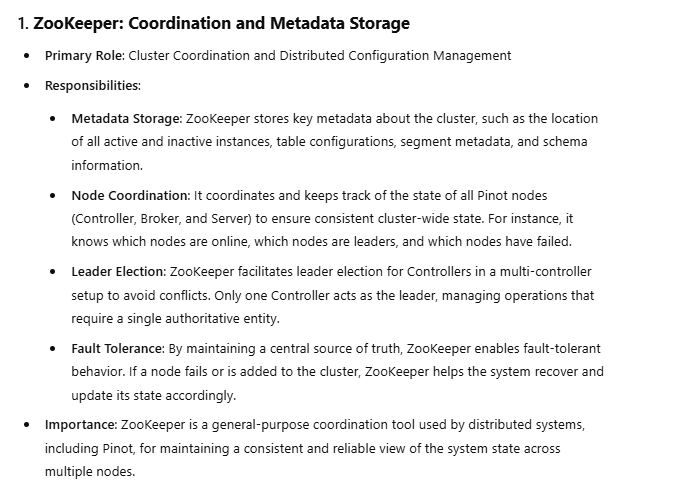 1. ZooKeeper: Coordination and Metadata Storage
• Primary Role: Cluster Coordination and Distributed Configuration Management
• Responsibilities:
• Metadata Storage: ZooKeeper stores key metadata about the cluster, such as the location
of all active and inactive instances, table configurations, segment metadata, and schema
information.
• Node Coordination: It coordinates and keeps track of the state of all Pinot nodes
(Controller, Broker, and Server) to ensure consistent cluster-wide state. For instance, it
knows which nodes are online, which nodes are leaders, and which nodes have failed.
• Leader Election: ZooKeeper facilitates leader election for Controllers in a multi-controller
setup to avoid conflicts. Only one Controller acts as the leader, managing operations that
require a single authoritative entity.
• Fault Tolerance: By maintaining a central source of truth, ZooKeeper enables fault-tolerant
behavior. If a node fails or is added to the cluster, ZooKeeper helps the system recover and
update its state accordingly.
• Importance: ZooKeeper is a general-purpose coordination tool used by distributed systems,
including Pinot, for maintaining a consistent and reliable view of the system state across
multiple nodes.